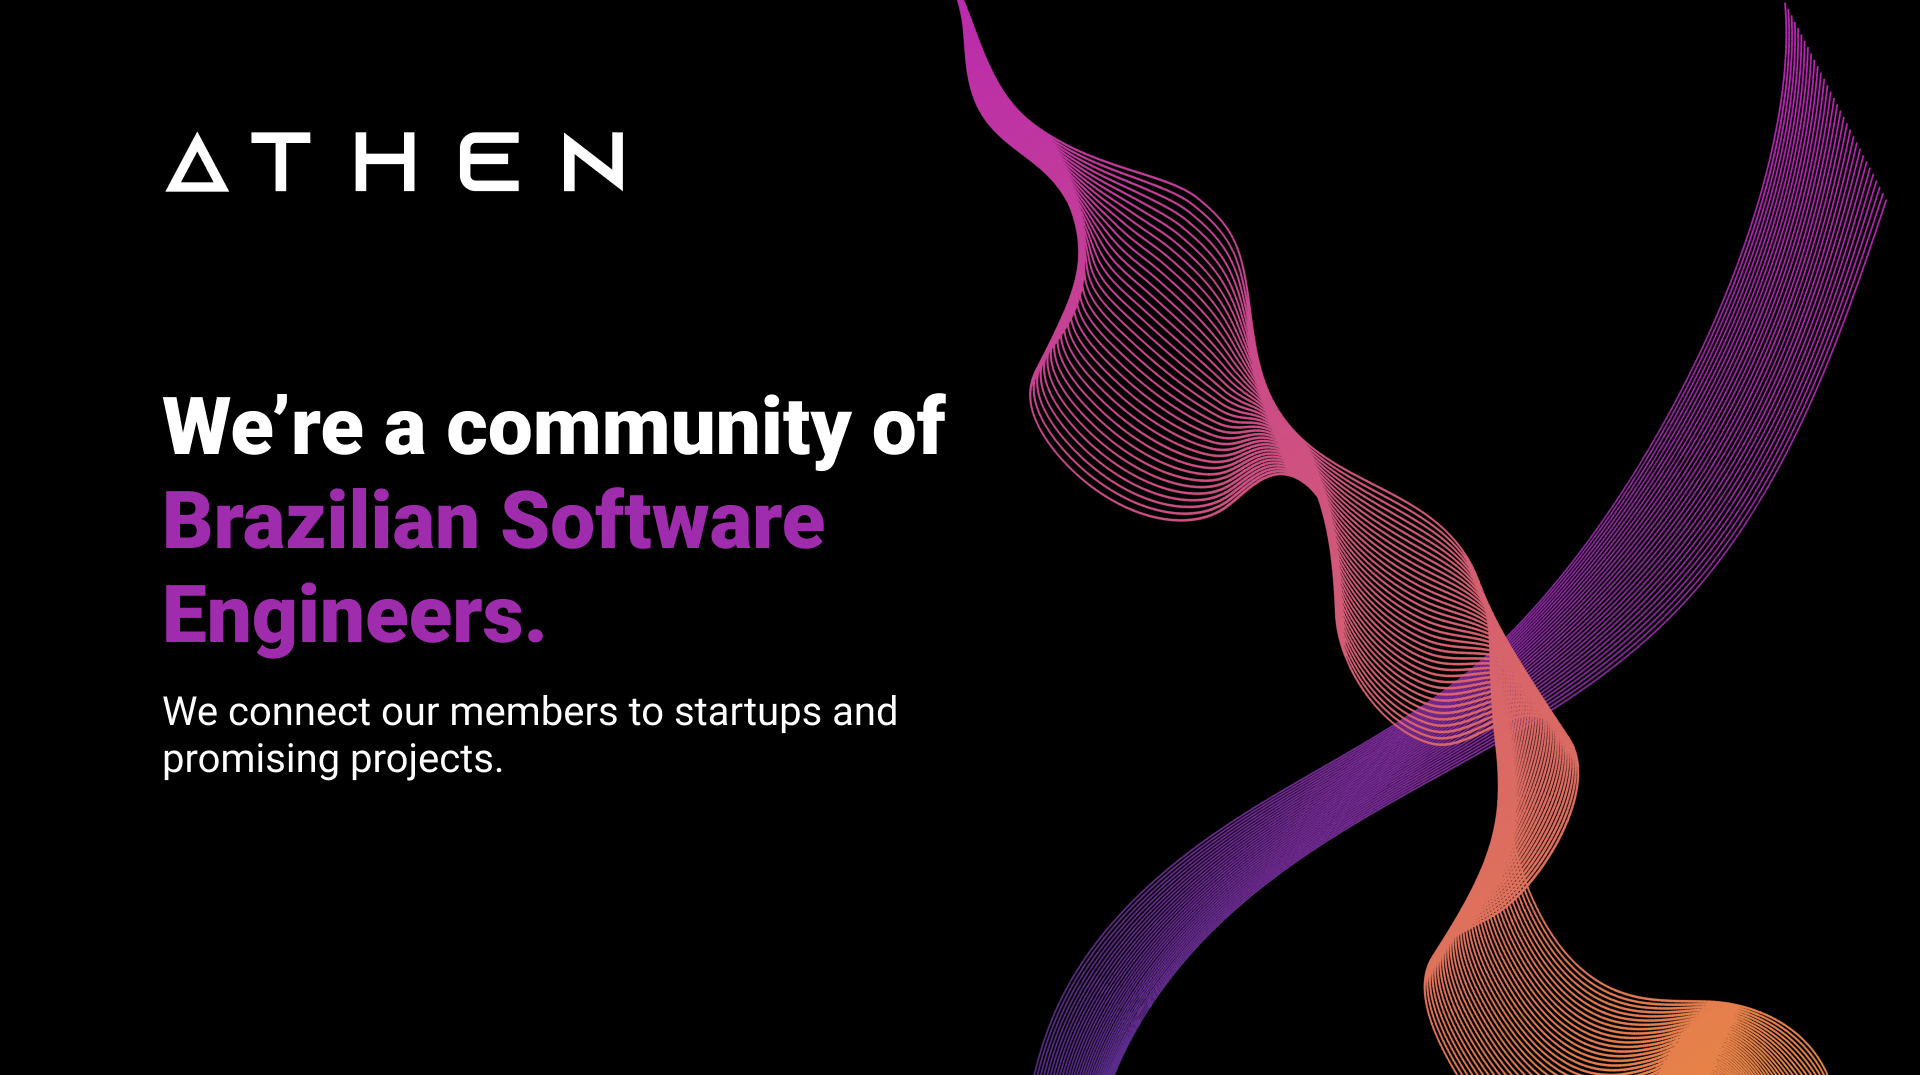 ATHEN
We’re a community of
Brazilian Software
Engineers.
We connect our members to startups and
promising projects.